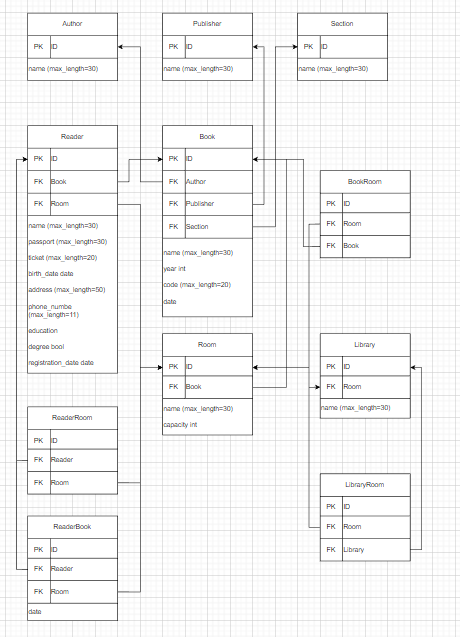 Author
PK ID
name (max_length=30)
Publisher
PK ID
name (max_length=30)
Section
PK ID
name (max_length=30)
Reader
PK ID
FK Book
FK Room
name (max_length=30)
passport (max_length=30)
ticket (max_length=20)
birth_date date
address (max_length=50)
phone_numbe
(max_length=11)
education
degree bool
registration_date date
Book
PK ID
FK Author
FK Publisher
FK Section
name (max_length=30)
year int
code (max_length=20)
date
BookRoom
PK ID
FK Room
FK Book
Room
PK ID
FK Book
name (max_length=30)
capacity int
Library
PK ID
FK Room
name (max_length=30)
ReaderRoom
PK ID
FK Reader
FK Room
LibraryRoom
PK ID
FK Room
FK Library
ReaderBook
PK ID
FK Reader
FK Room
date